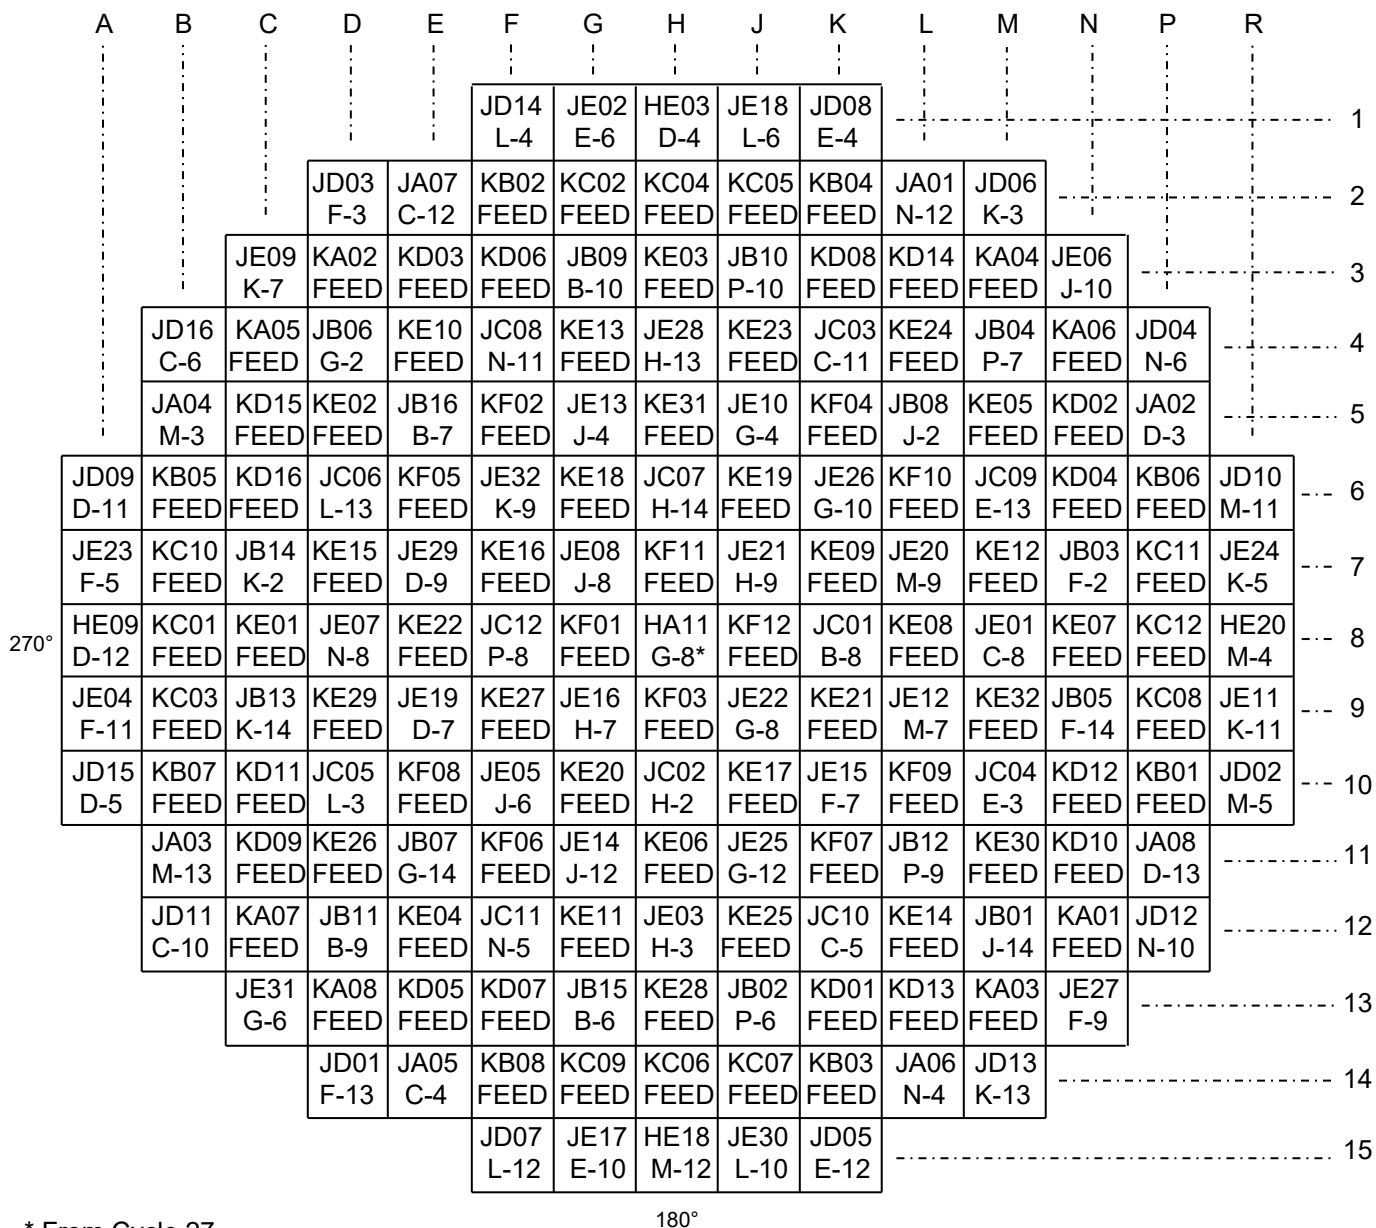 A B C D E F G H J K L M N P R
JD14 JE02 HE03 JE18 JD08
L-4 E-6 D-4 L-6 E-4 1
JD03 JA07 KB02 KC02 KC04 KC05 KB04 JA01 JD06
F-3 C-12 FEED FEED FEED FEED FEED N-12 K-3 2
JE09 KA02 KD03 KD06 JB09 KE03 JB10 KD08 KD14 KA04 JE06
K-7 FEED FEED FEED B-10 FEED P-10 FEED FEED FEED J-10 3
JD16 KA05 JB06 KE10 JC08 KE13 JE28 KE23 JC03 KE24 JB04 KA06 JD04
C-6 FEED G-2 FEED N-11 FEED H-13 FEED C-11 FEED P-7 FEED N-6 4
JA04 KD15 KE02 JB16 KF02 JE13 KE31 JE10 KF04 JB08 KE05 KD02 JA02
M-3 FEED FEED B-7 FEED J-4 FEED G-4 FEED J-2 FEED FEED D-3 5
JD09 KB05 KD16 JC06 KF05 JE32 KE18 JC07 KE19 JE26 KF10 JC09 KD04 KB06 JD10
D-11 FEED FEED L-13 FEED K-9 FEED H-14 FEED G-10 FEED E-13 FEED FEED M-11 6
JE23 KC10 JB14 KE15 JE29 KE16 JE08 KF11 JE21 KE09 JE20 KE12 JB03 KC11 JE24
F-5 FEED K-2 FEED D-9 FEED J-8 FEED H-9 FEED M-9 FEED F-2 FEED K-5 7
HE09 KC01 KE01 JE07 KE22 JC12 KF01 HA11 KF12 JC01 KE08 JE01 KE07 KC12 HE20
270° D-12 FEED FEED N-8 FEED P-8 FEED G-8* FEED B-8 FEED C-8 FEED FEED M-4 8
JE04 KC03 JB13 KE29 JE19 KE27 JE16 KF03 JE22 KE21 JE12 KE32 JB05 KC08 JE11
F-11 FEED K-14 FEED D-7 FEED H-7 FEED G-8 FEED M-7 FEED F-14 FEED K-11 9
JD15 KB07 KD11 JC05 KF08 JE05 KE20 JC02 KE17 JE15 KF09 JC04 KD12 KB01 JD02
D-5 FEED FEED L-3 FEED J-6 FEED H-2 FEED F-7 FEED E-3 FEED FEED M-5 10
JA03 KD09 KE26 JB07 KF06 JE14 KE06 JE25 KF07 JB12 KE30 KD10 JA08
M-13 FEED FEED G-14 FEED J-12 FEED G-12 FEED P-9 FEED FEED D-13 11
JD11 KA07 JB11 KE04 JC11 KE11 JE03 KE25 JC10 KE14 JB01 KA01 JD12
C-10 FEED B-9 FEED N-5 FEED H-3 FEED C-5 FEED J-14 FEED N-10 12
JE31 KA08 KD05 KD07 JB15 KE28 JB02 KD01 KD13 KA03 JE27
G-6 FEED FEED FEED B-6 FEED P-6 FEED FEED FEED F-9 13
JD01 JA05 KB08 KC09 KC06 KC07 KB03 JA06 JD13
F-13 C-4 FEED FEED FEED FEED FEED N-4 K-13 14
JD07 JE17 HE18 JE30 JD05
L-12 E-10 M-12 L-10 E-12 15
180°
* From Cycle 27